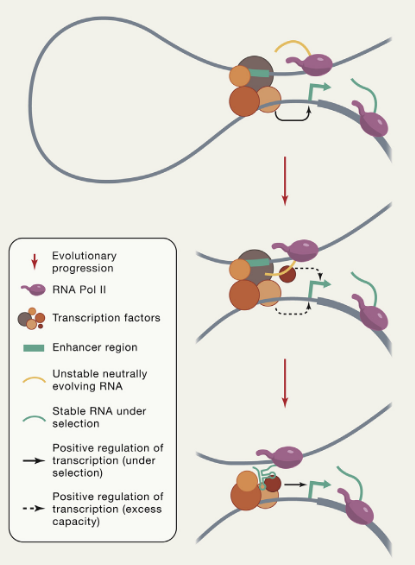 Evolutionary
progression
RNA Pol II
Transcription factors
Enhancer region
Unstable neutrally
evolving RNA
Stable RNA under
selection
Positive regulation of
transcription (under
selection)
Positive regulation of
transcription (excess
capacity)